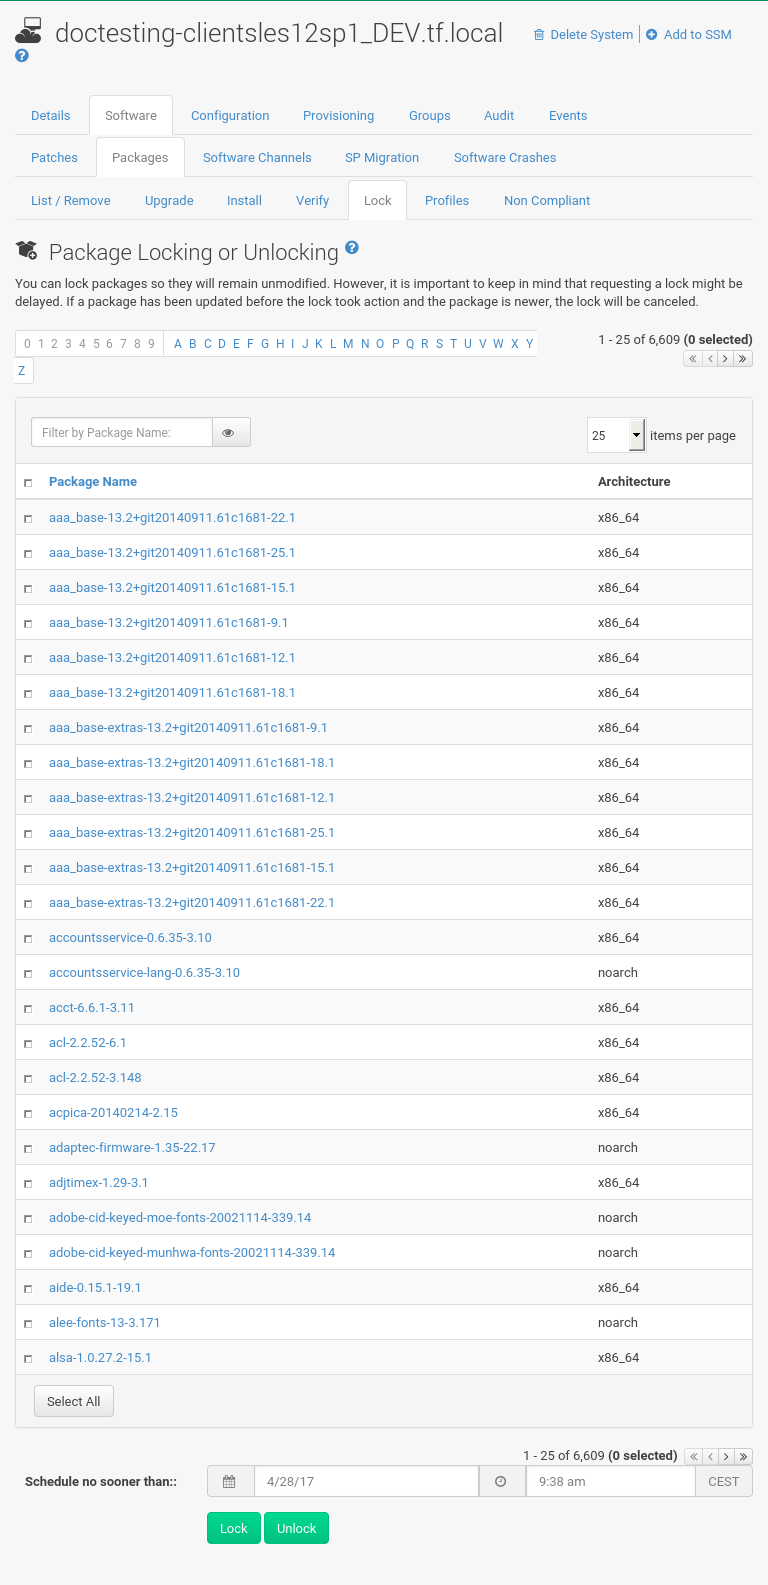 doctesting-clientsles12sp1_DEV.tf.local
Delete System | Add to SSM
Details Software Configuration Provisioning Groups Audit Events
Patches Packages Software Channels SP Migration Software Crashes
List / Remove Upgrade Install Verify Lock Profiles Non Compliant
Package Locking or Unlocking
You can lock packages so they will remain unmodified. However, it is important to keep in mind that requesting a lock might be
delayed. If a package has been updated before the lock took action and the package is newer, the lock will be canceled.
0 1 2 3 4 5 6 7 8 9 A B C D E F G H I J K L M N O P Q R S T U V W X Y
Z
1 - 25 of 6,609 (0 selected)
Filter by Package Name:
25 items per page
Package Name Architecture
aaa_base-13.2+git20140911.61c1681-22.1 x86_64
aaa_base-13.2+git20140911.61c1681-25.1 x86_64
aaa_base-13.2+git20140911.61c1681-15.1 x86_64
aaa_base-13.2+git20140911.61c1681-9.1 x86_64
aaa_base-13.2+git20140911.61c1681-12.1 x86_64
aaa_base-13.2+git20140911.61c1681-18.1 x86_64
aaa_base-extras-13.2+git20140911.61c1681-9.1 x86_64
aaa_base-extras-13.2+git20140911.61c1681-18.1 x86_64
aaa_base-extras-13.2+git20140911.61c1681-12.1 x86_64
aaa_base-extras-13.2+git20140911.61c1681-25.1 x86_64
aaa_base-extras-13.2+git20140911.61c1681-15.1 x86_64
aaa_base-extras-13.2+git20140911.61c1681-22.1 x86_64
accountsservice-0.6.35-3.10 x86_64
accountsservice-lang-0.6.35-3.10 noarch
acct-6.6.1-3.11 x86_64
acl-2.2.52-6.1 x86_64
acl-2.2.52-3.148 x86_64
acpica-20140214-2.15 x86_64
adaptec-firmware-1.35-22.17 noarch
adjtimex-1.29-3.1 x86_64
adobe-cid-keyed-moe-fonts-20021114-339.14 noarch
adobe-cid-keyed-munhwa-fonts-20021114-339.14 noarch
aide-0.15.1-19.1 x86_64
alee-fonts-13-3.171 noarch
alsa-1.0.27.2-15.1 x86_64
Select All
1 - 25 of 6,609 (0 selected)
Schedule no sooner than:: 4/28/17 9:38 am CEST
Lock Unlock